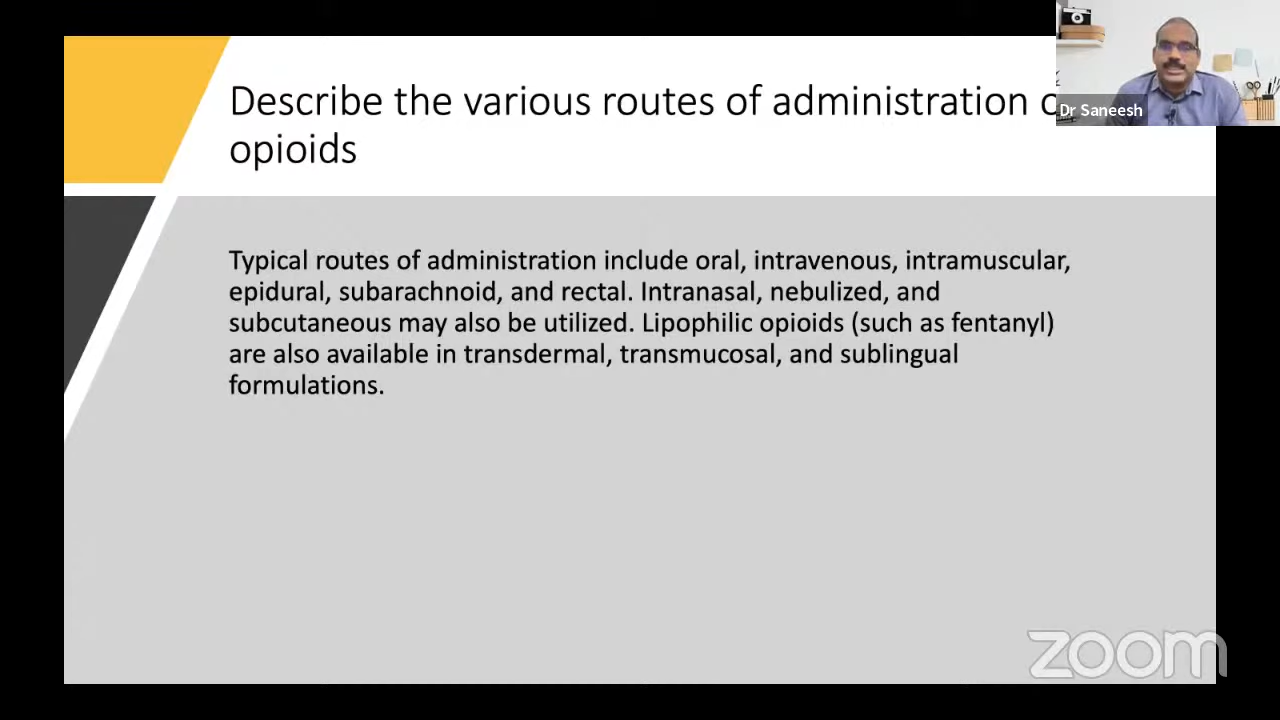 Describe the various routes of administration
opioids
Dr Saneesh
Typical routes of administration include oral, intravenous, intramuscular,
epidural, subarachnoid, and rectal. Intranasal, nebulized, and
subcutaneous may also be utilized. Lipophilic opioids (such as fentanyl)
are also available in transdermal, transmucosal, and sublingual
formulations.
zoom